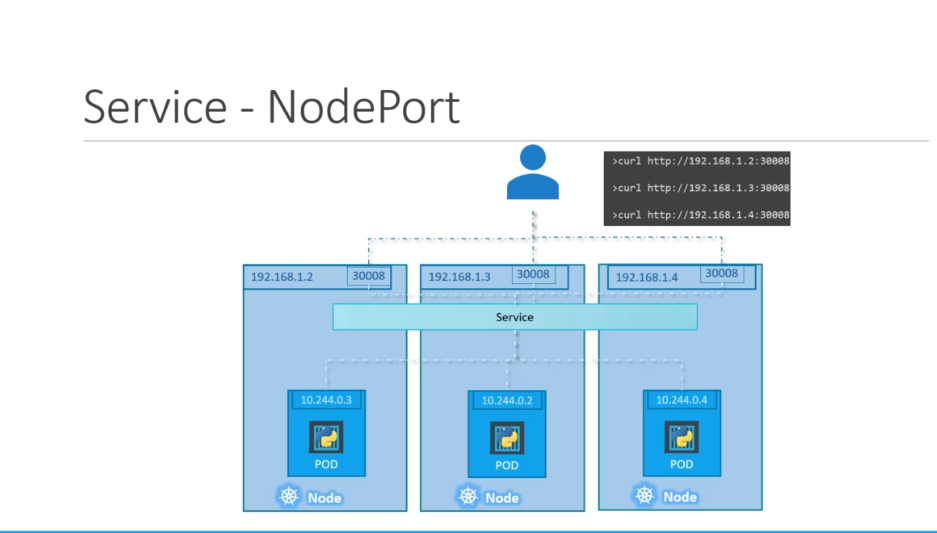 Service - NodePort
>curl http://192.168.1.2:30008
>curl http://192.168.1.3:30008
>curl http://192.168.1.4:30008
192.168.1.2 30008 192.168.1.3 30008 192.168.1.4 30008
Service
10.244.0.3 10.244.0.2 10.244.0.4
POD POD POD
Node Node Node